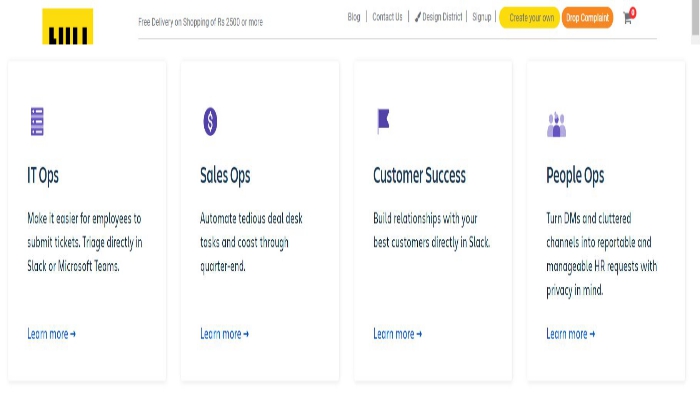 Free Delivery on Shopping of Rs 2500 or more
Blog | Contact Us | Design District | Signup | Create your own Drop Complaint 0
IT Ops
Make it easier for employees to
submit tickets. Triage directly in
Slack or Microsoft Teams.
Learn more →
Sales Ops
Automate tedious deal desk
tasks and coast through
quarter-end.
Learn more →
Customer Success
Build relationships with your
best customers directly in Slack.
Learn more →
People Ops
Turn DMs and cluttered
channels into reportable and
manageable HR requests with
privacy in mind.
Learn more →